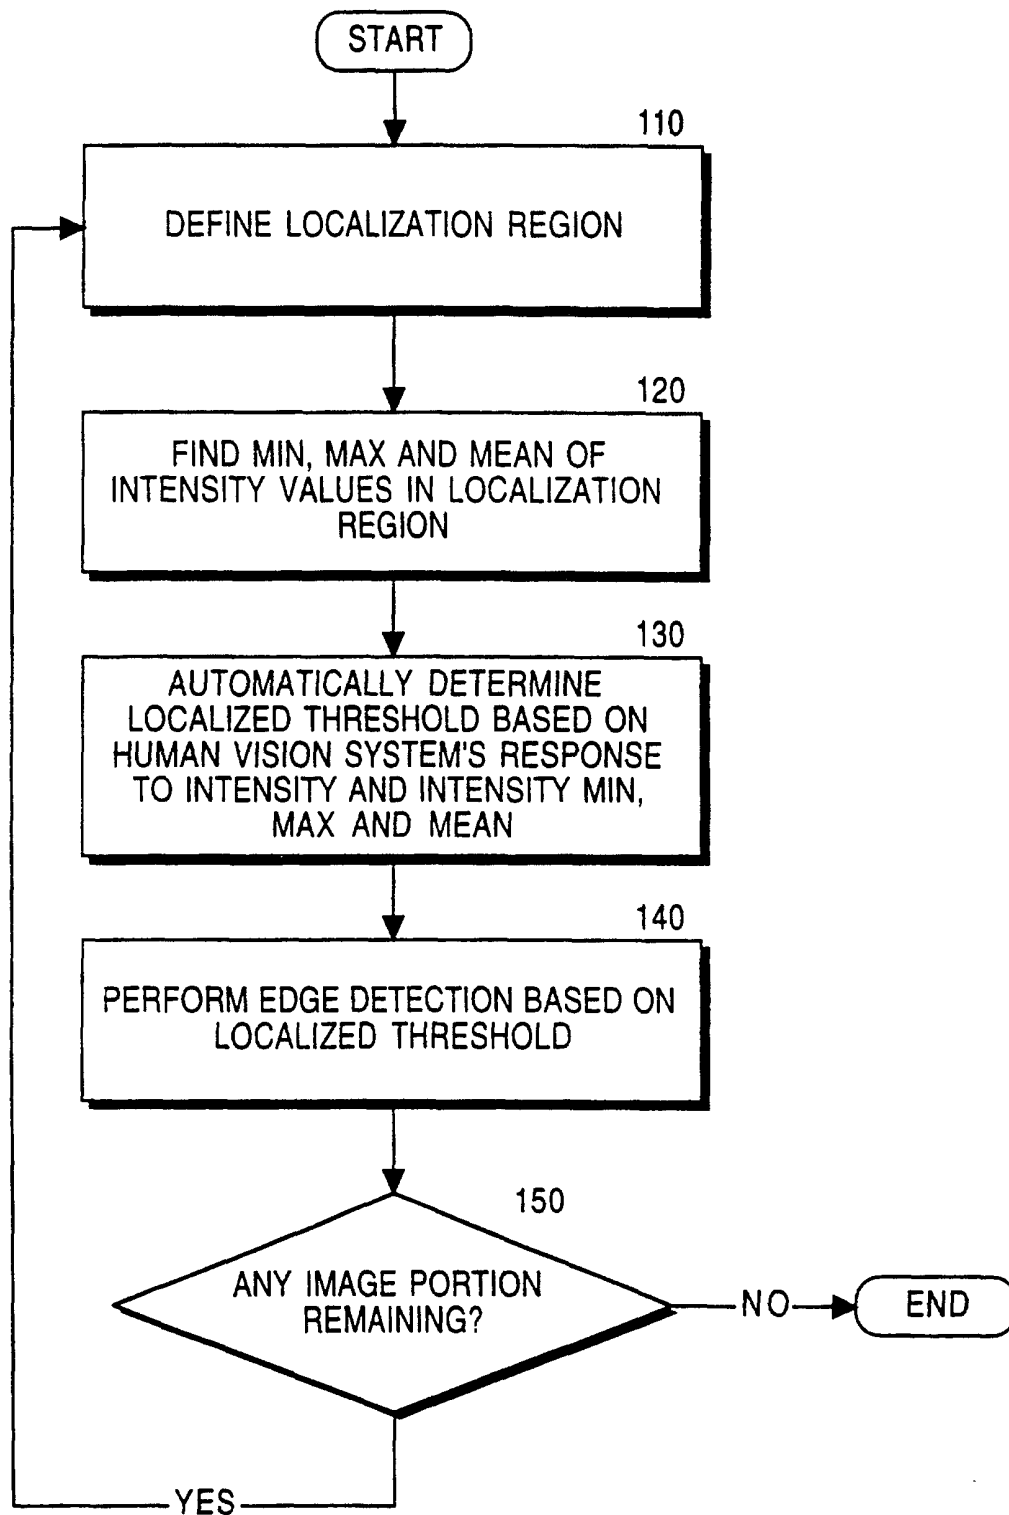 START
110
DEFINE LOCALIZATION REGION
120
FIND MIN, MAX AND MEAN OF
INTENSITY VALUES IN LOCALIZATION
REGION
130
AUTOMATICALLY DETERMINE
LOCALIZED THRESHOLD BASED ON
HUMAN VISION SYSTEM'S RESPONSE
TO INTENSITY AND INTENSITY MIN,
MAX AND MEAN
140
PERFORM EDGE DETECTION BASED ON
LOCALIZED THRESHOLD
150
ANY IMAGE PORTION
REMAINING?
NO
END
YES